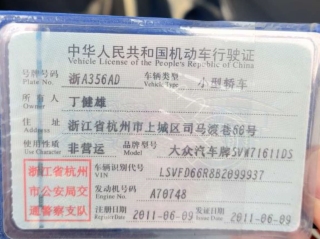 中华人民共和国机动车行驶证
Vehicle License of the People's Republic of China
号牌号码 浙A356AD 车辆类型 小型轿车
Plate No. Vehicle Type
所有人 丁健雄
Owner
住址 浙江省杭州市上城区司马渡巷66号
Address
使用性质 非营运 品牌型号 大众汽车牌SVW71611DS
Use Character Model
车辆识别代号 LSVFD66R8B2099937
VIN
浙江省杭州
市公安局交
通警察支队
发动机号码 A70748
Engine No.
注册日期 2011-06-09 发证日期 2011-06-09
Register Date Issue Date